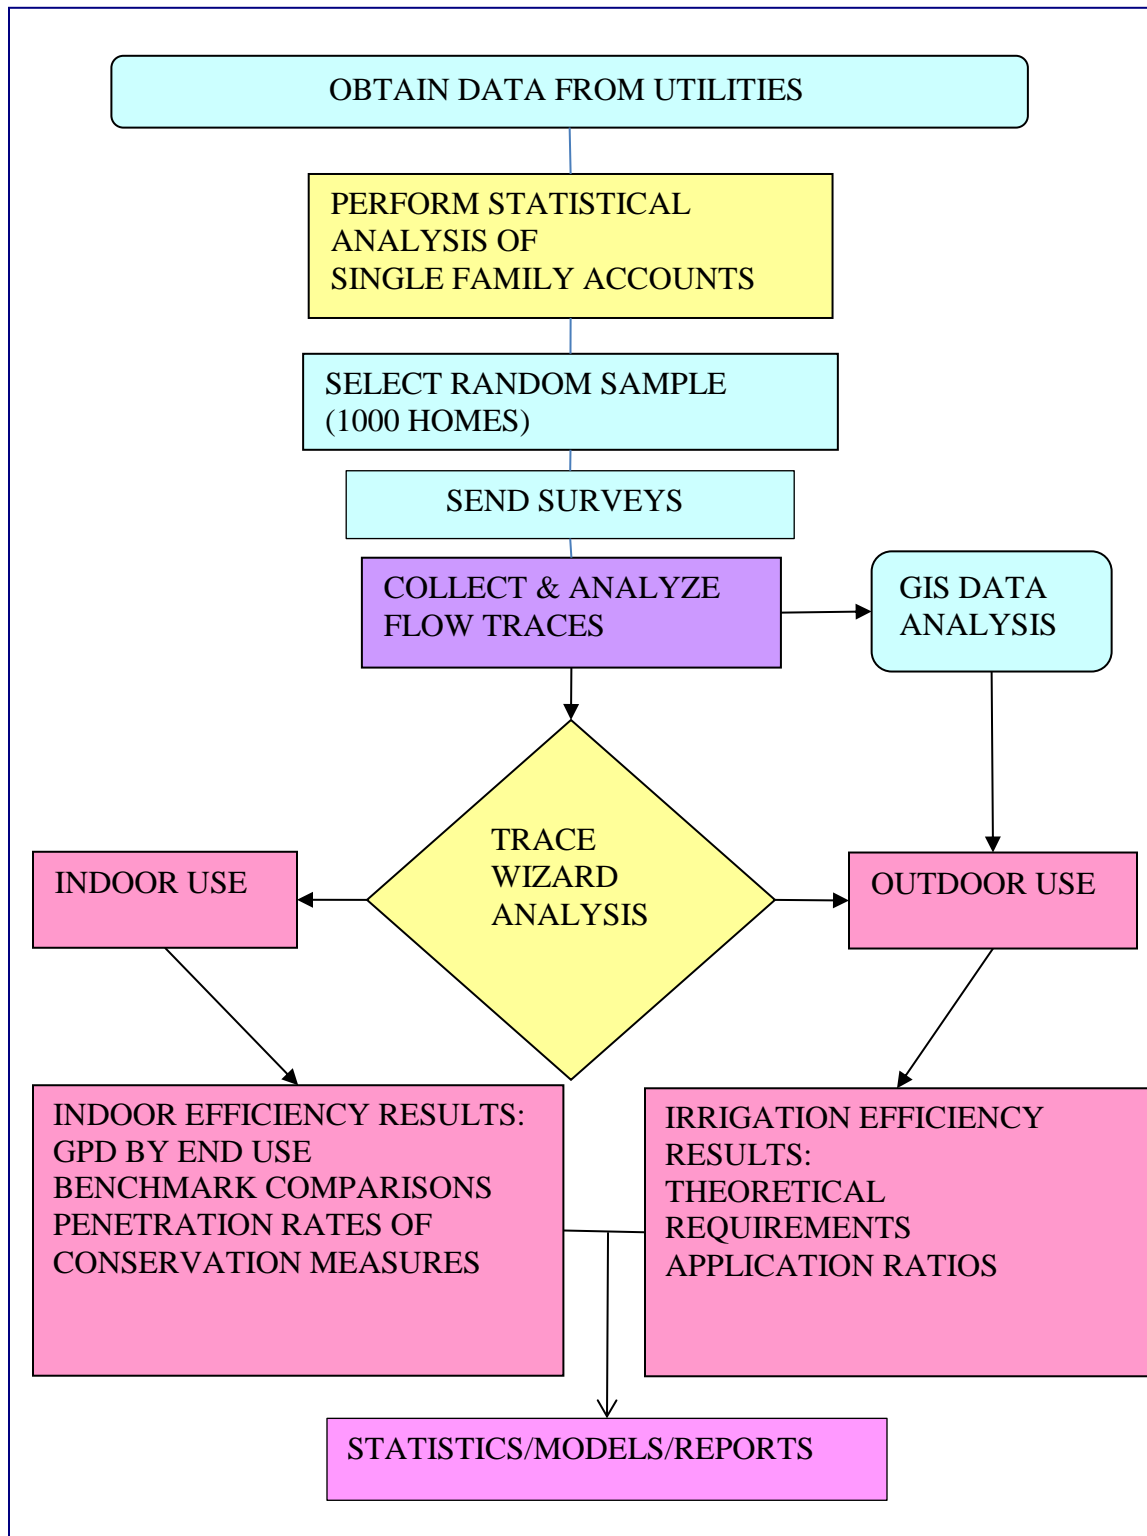 OBTAIN DATA FROM UTILITIES
PERFORM STATISTICAL
ANALYSIS OF
SINGLE FAMILY ACCOUNTS
SELECT RANDOM SAMPLE
(1000 HOMES)
SEND SURVEYS
COLLECT & ANALYZE
FLOW TRACES
GIS DATA
ANALYSIS
TRACE
WIZARD
ANALYSIS
INDOOR USE
OUTDOOR USE
INDOOR EFFICIENCY RESULTS:
GPD BY END USE
BENCHMARK COMPARISONS
PENETRATION RATES OF
CONSERVATION MEASURES
IRRIGATION EFFICIENCY
RESULTS:
THEORETICAL
REQUIREMENTS
APPLICATION RATIOS
STATISTICS/MODELS/REPORTS